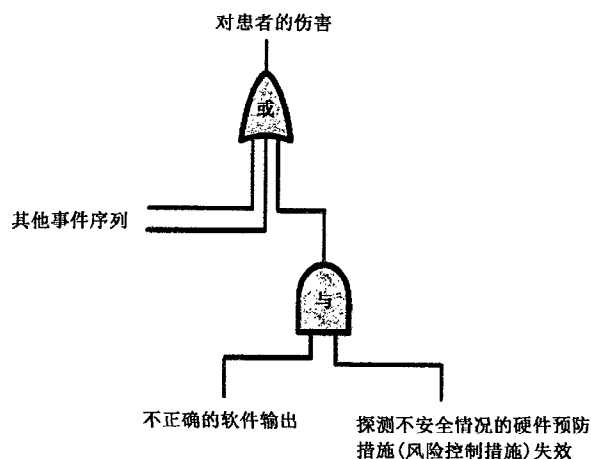 对患者的伤害
或
其他事件序列
与
不正确的软件输出
探测不安全情况的硬件预防
措施(风险控制措施)失效